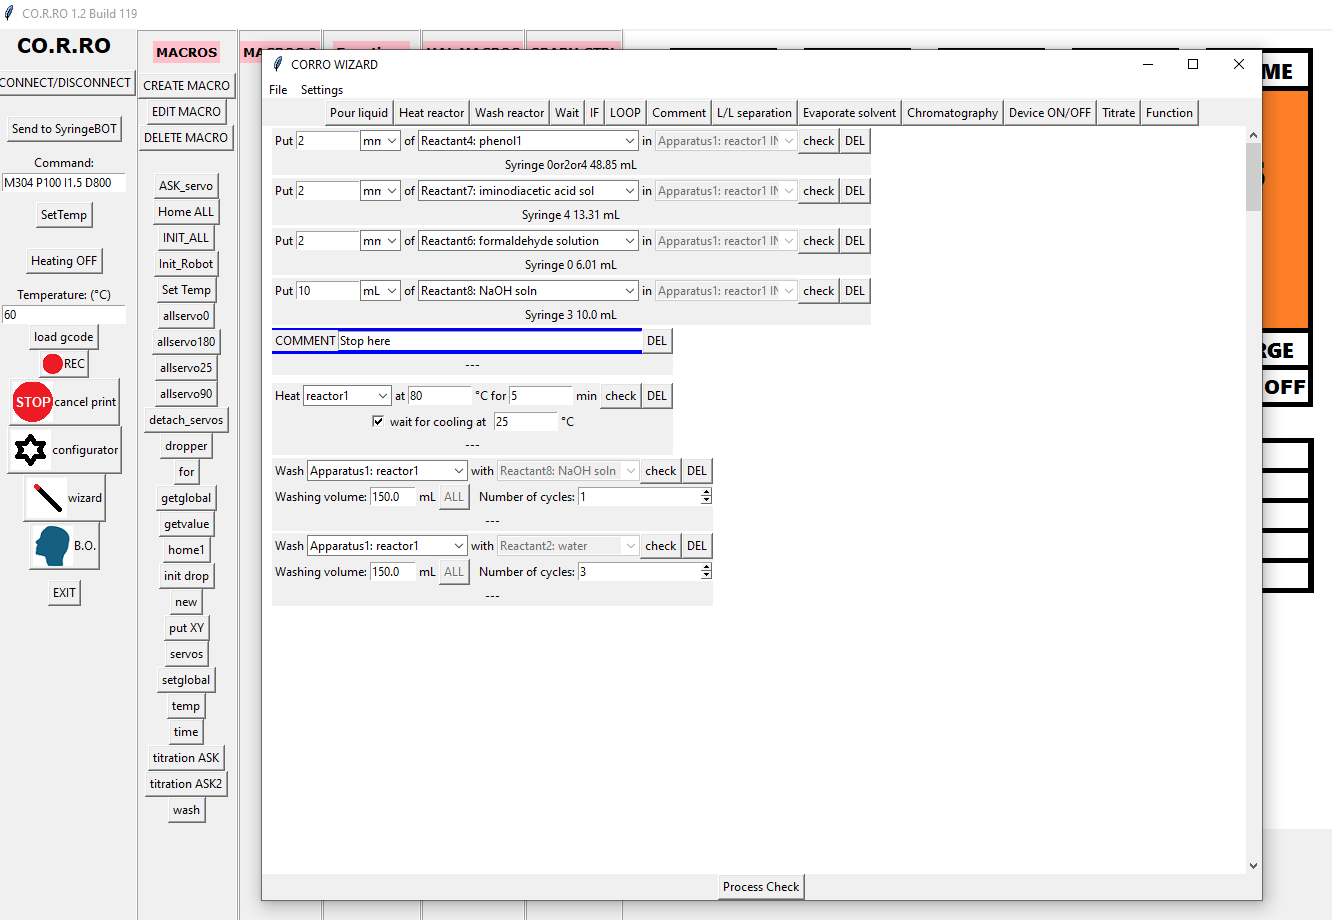 CO.R.RO 1.2 Build 119
CO.R.RO
CONNECT/DISCONNECT
Send to SyringeBOT
Command:
M304 P100 I1.5 D800
SetTemp
Heating OFF
Temperature: (°C)
60
load gcode
REC
STOP cancel print
configurator
wizard
B.O.
EXIT
MACROS
CREATE MACRO
EDIT MACRO
DELETE MACRO
ASK_servo
Home ALL
INIT_ALL
Init_Robot
Set Temp
allservo0
allservo180
allservo25
allservo90
detach_servos
dropper
for
getglobal
getvalue
home1
init drop
new
put XY
servos
setglobal
temp
time
titration ASK
titration ASK2
wash
CORRO WIZARD
File Settings
Pour liquid Heat reactor Wash reactor Wait IF LOOP Comment L/L separation Evaporate solvent Chromatography Device ON/OFF Titrate Function
Put 2 mn of Reactant4: phenol1 in Apparatus1: reactor1 IN check DEL
Syringe 0or2or4 48.85 mL
Put 2 mn of Reactant7: iminodiacetic acid sol in Apparatus1: reactor1 IN check DEL
Syringe 4 13.31 mL
Put 2 mn of Reactant6: formaldehyde solution in Apparatus1: reactor1 IN check DEL
Syringe 0 6.01 mL
Put 10 mL of Reactant8: NaOH soln in Apparatus1: reactor1 IN check DEL
Syringe 3 10.0 mL
COMMENT Stop here DEL
---
Heat reactor1 at 80 °C for 5 min check DEL
wait for cooling at 25 °C
---
Wash Apparatus1: reactor1 with Reactant8: NaOH soln check DEL
Washing volume: 150.0 mL ALL Number of cycles: 1
---
Wash Apparatus1: reactor1 with Reactant2: water check DEL
Washing volume: 150.0 mL ALL Number of cycles: 3
---
Process Check
ME
RGE
OFF